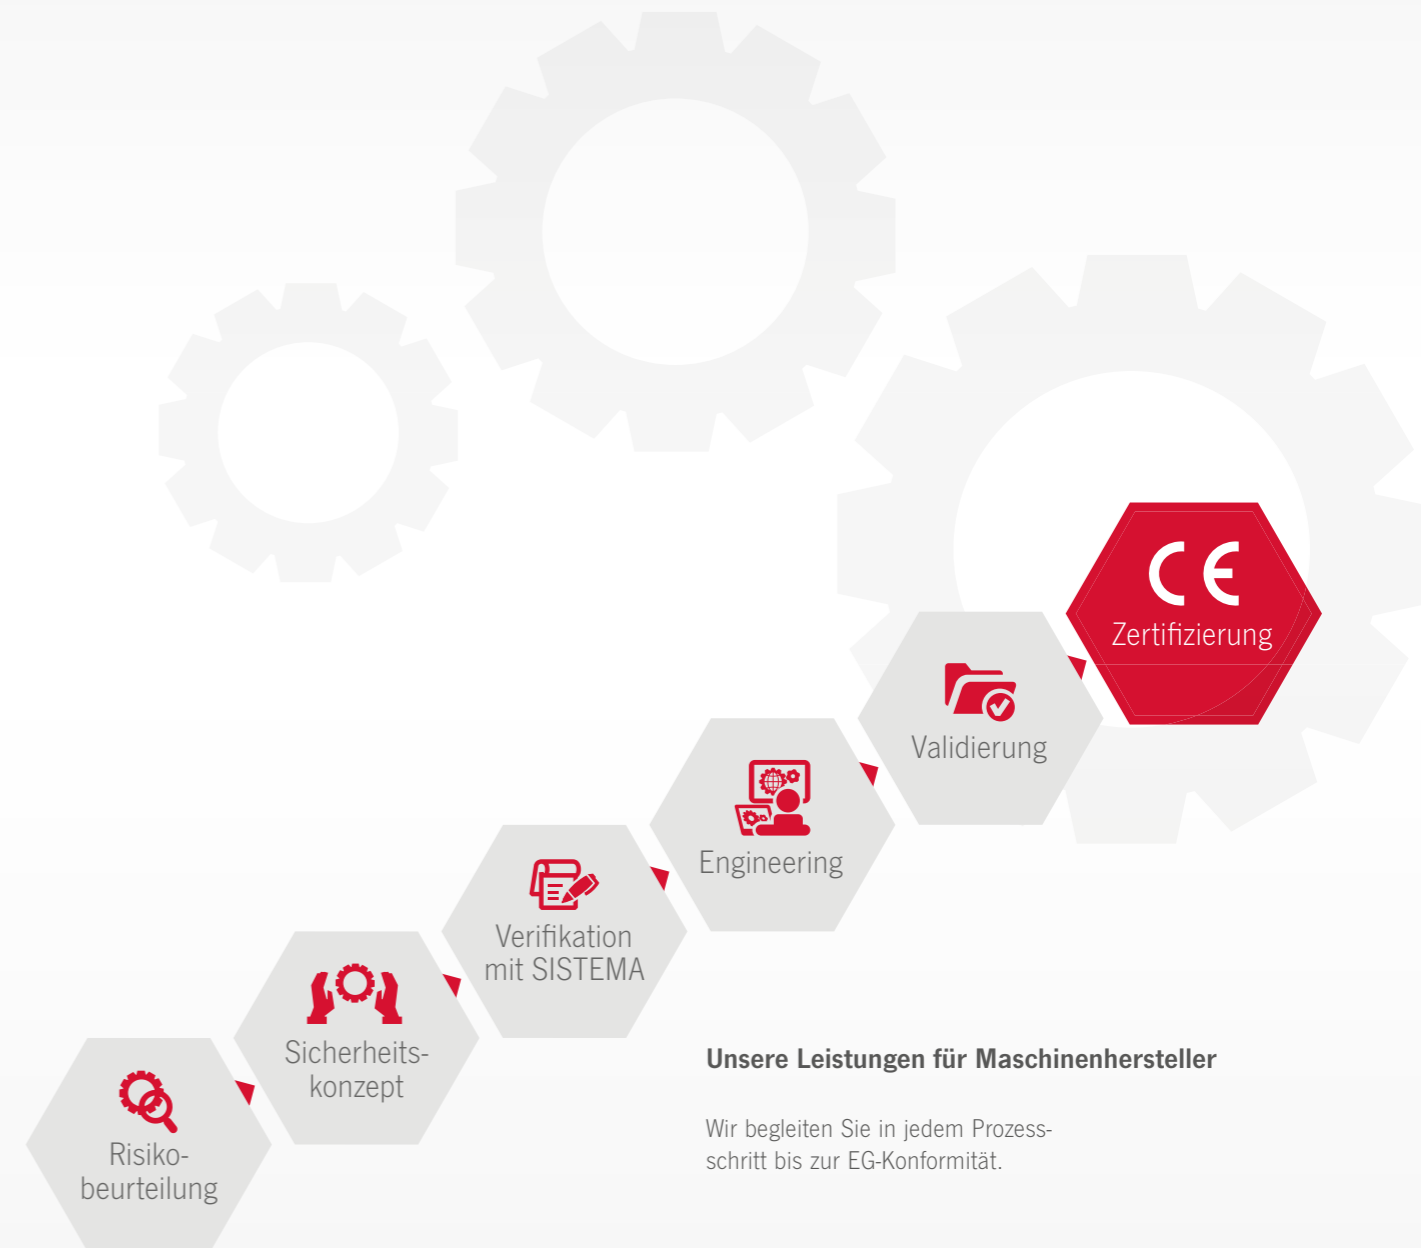 CE
Zertifizierung
Validierung
Engineering
Verifikation
mit SISTEMA
Sicherheits-
konzept
Risiko-
beurteilung
Unsere Leistungen für Maschinenhersteller
Wir begleiten Sie in jedem Prozess-
schritt bis zur EG-Konformität.